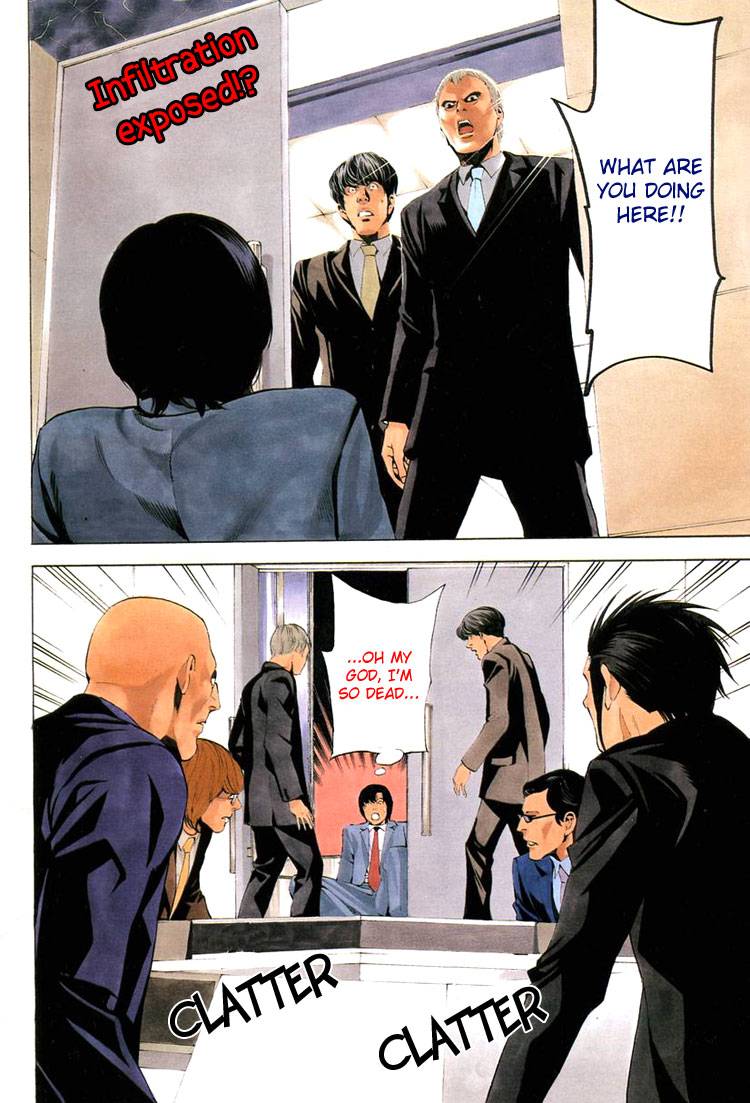 Infiltration
exposed!?
WHAT ARE
YOU DOING
HERE!!
...OH MY
GOD, I'M
SO DEAD...
CLATTER
CLATTER